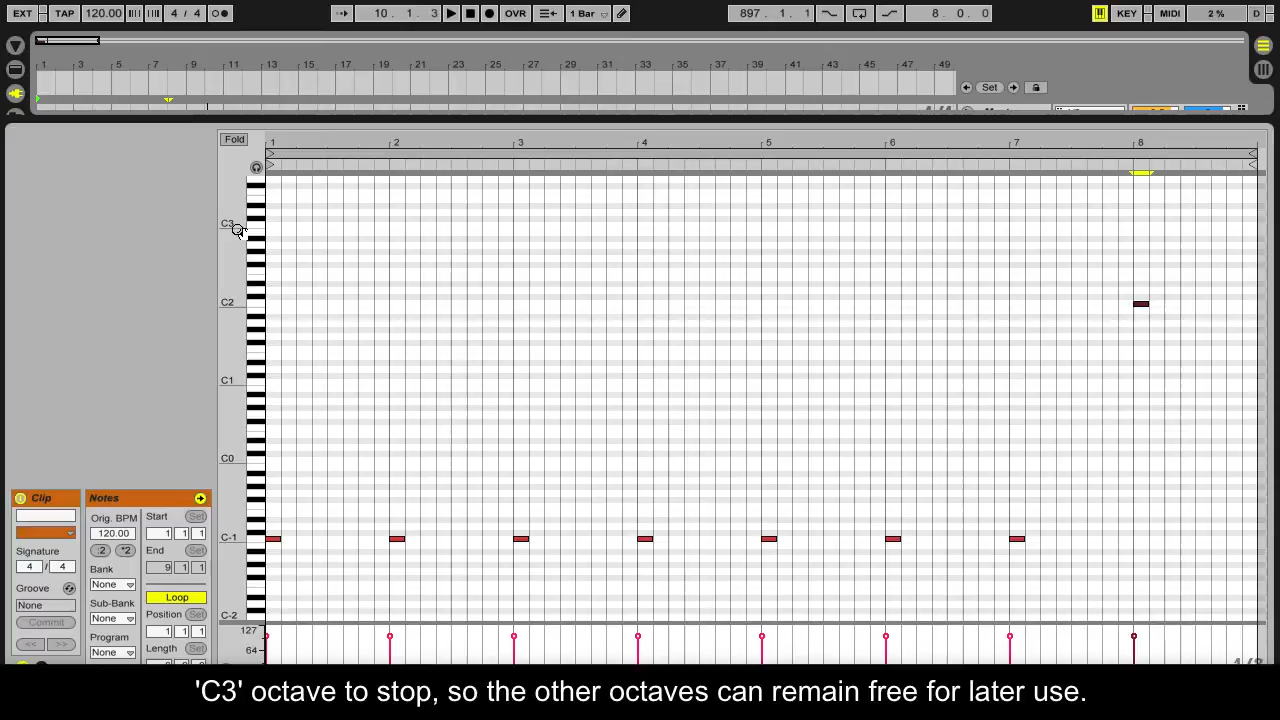 EXT TAP 120.00 4 / 4 10. 1. 3 OVR 1 Bar 897. 1. 1 8. 0. 0 KEY MIDI 2 % D
1 3 5 7 9 11 13 15 17 19 21 23 25 27 29 31 33 35 37 39 41 43 45 47 49
Set
Fold 1 2 3 4 5 6 7 8
C3
C2
C1
C0
C-1
C-2
127
64
Clip
Signature
4 / 4
Groove
None
Commit
<< >>
Notes
Orig. BPM
120.00
:2 *2
Bank
None
Sub-Bank
None
Program
None
Start Set
1 1 1
End Set
9 1 1
Loop
Position Set
1 1 1
Length Set
'C3' octave to stop, so the other octaves can remain free for later use.